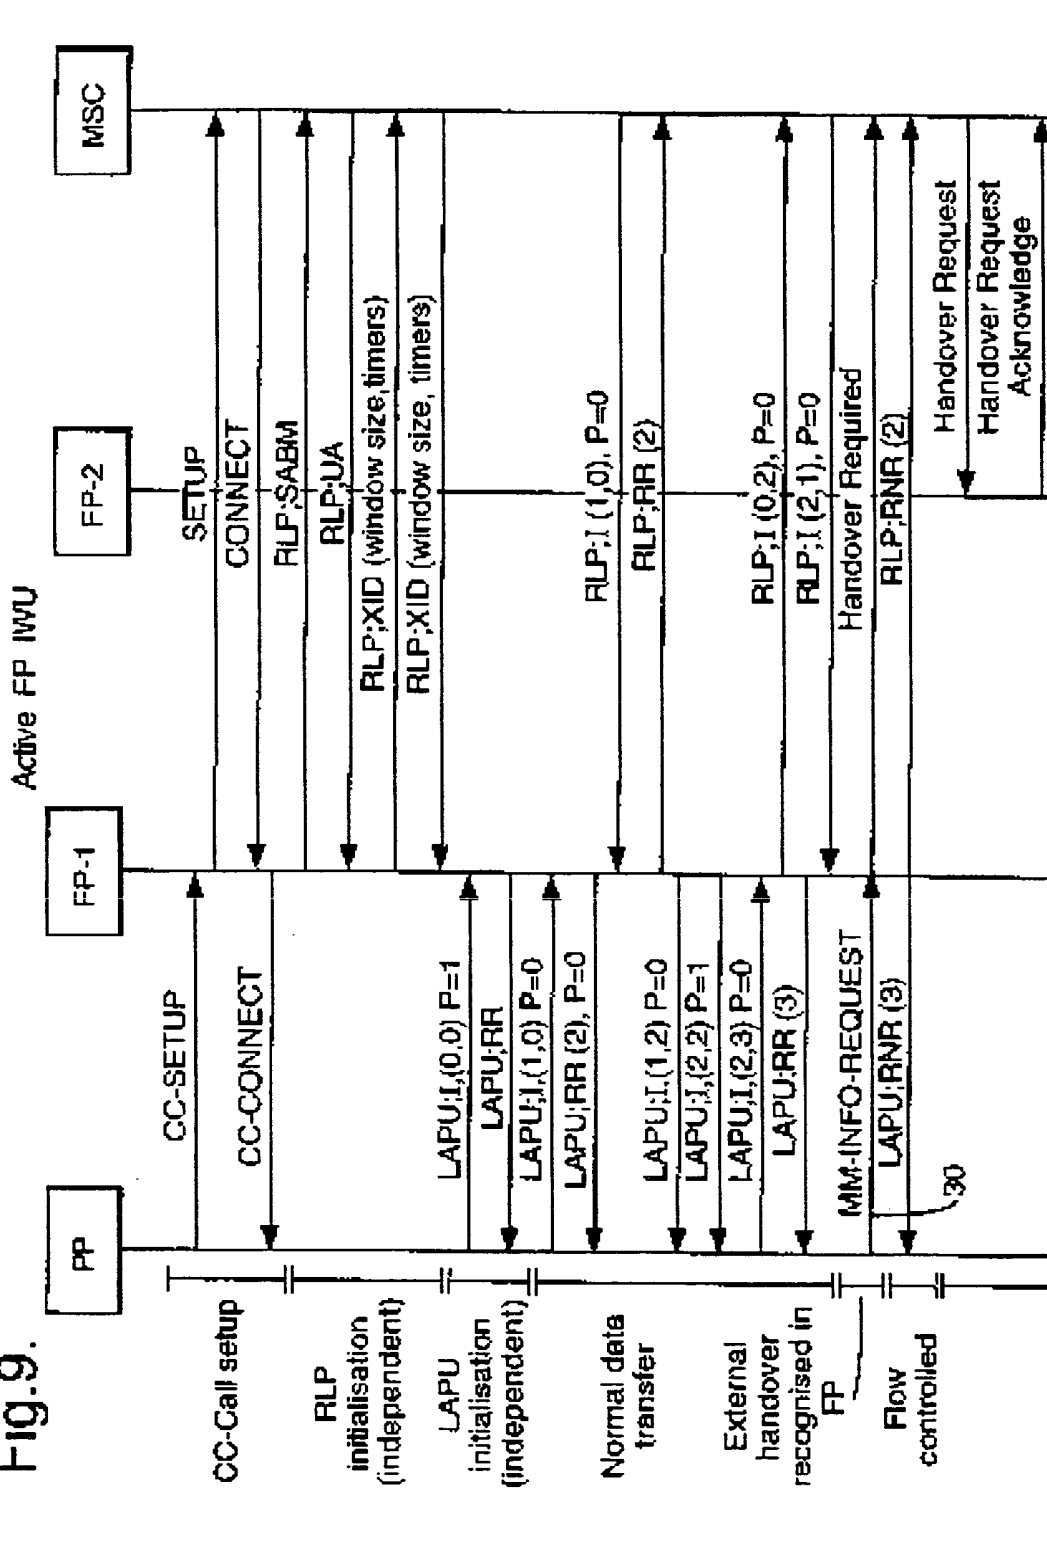 Fig.9.
Active FP IWU
PP
FP-1
FP-2
MSC
CC-Call setup
CC-SETUP
SETUP
CONNECT
CC-CONNECT
RLP
initialisation
(independent)
RLP;SABM
RLP;UA
RLP;XID (window size,timers)
RLP;XID (window size, timers)
LAPU
initialisation
(independent)
LAPU;I,(0,0) P=1
LAPU;RR
LAPU;I,(1,0) P=0
LAPU;RR (2), P=0
Normal data
transfer
RLP;I (1,0), P=0
RLP;RR (2)
LAPU;I,(1,2) P=0
LAPU;I,(2,2) P=1
LAPU;I,(2,3) P=0
LAPU;RR (3)
RLP;I (0,2), P=0
RLP;I (2,1), P=0
External
handover
recognised in
FP
MM-INFO-REQUEST
Handover Required
Flow
controlled
LAPU;RNR (3)
30
RLP;RNR (2)
Handover Request
Handover Request
Acknowledge